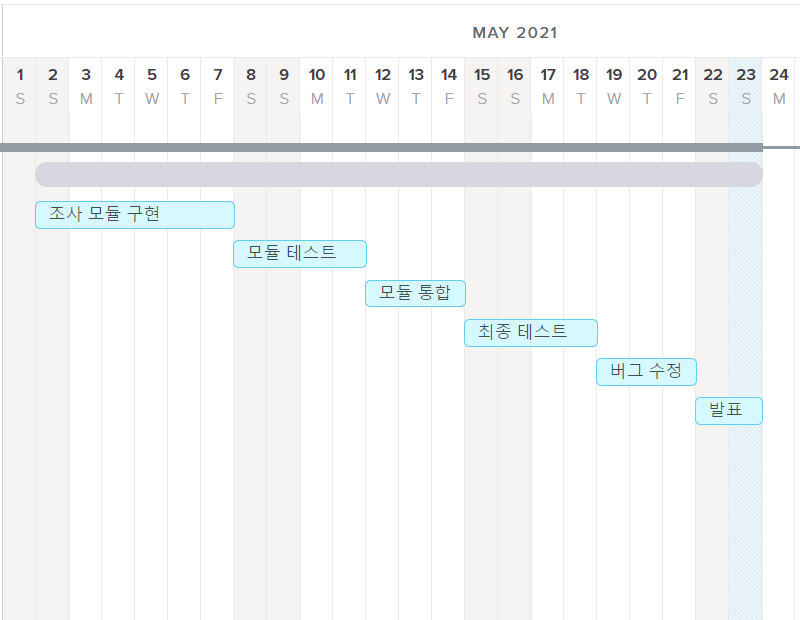 MAY 2021
1 2 3 4 5 6 7 8 9 10 11 12 13 14 15 16 17 18 19 20 21 22 23 24
S S M T W T F S S M T W T F S S M T W T F S S M
조사 모듈 구현
모듈 테스트
모듈 통합
최종 테스트
버그 수정
발표